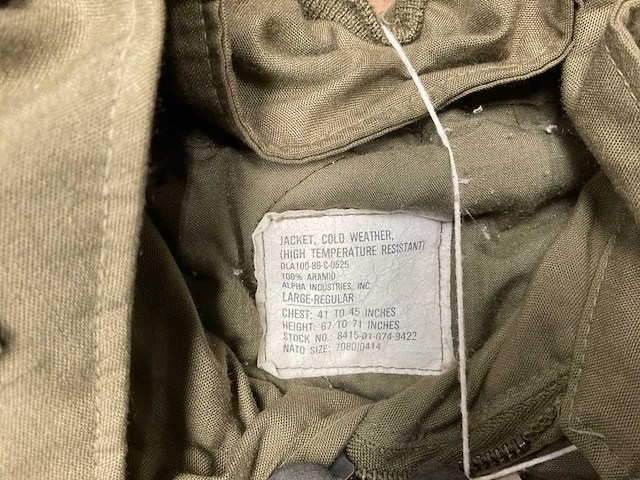 JACKET, COLD WEATHER,
(HIGH TEMPERATURE RESISTANT)
DLA100-86-C-0525
100% ARAMID
ALPHA INDUSTRIES, INC.
LARGE-REGULAR
CHEST: 41 TO 45 INCHES
HEIGHT: 67 TO 71 INCHES
STOCK NO.: 8415-01-074-9422
NATO SIZE: 7080/0414